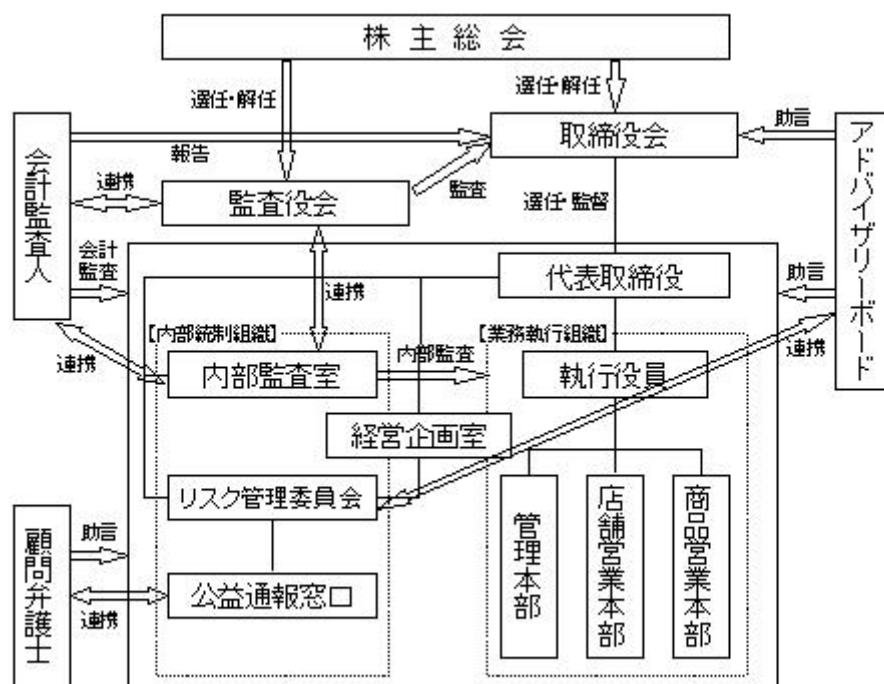 株主総会
選任・解任
選任・解任
会計監査人
報告
取締役会
助言
アドバイザリーボード
連携
監査役会
監査
選任・監督
会計
監査
代表取締役
助言
連携
【内部統制組織】
【業務執行組織】
連携
内部監査室
内部監査
執行役員
連携
経営企画室
リスク管理委員会
管理本部
店舗営業本部
商品営業本部
顧問弁護士
助言
公益通報窓口
連携